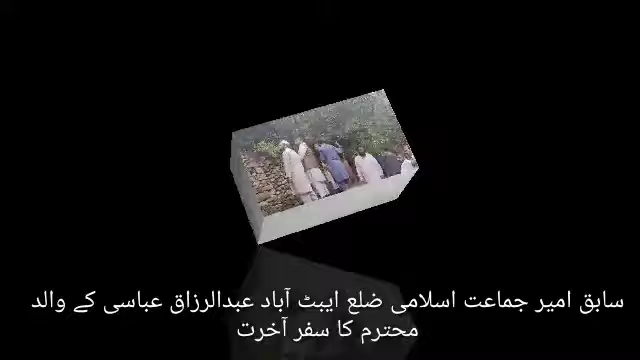 سابق امیر جماعت اسلامی ضلع ایبٹ آباد عبدالرزاق عباسی کے والد
محترم کا سفر آخرت